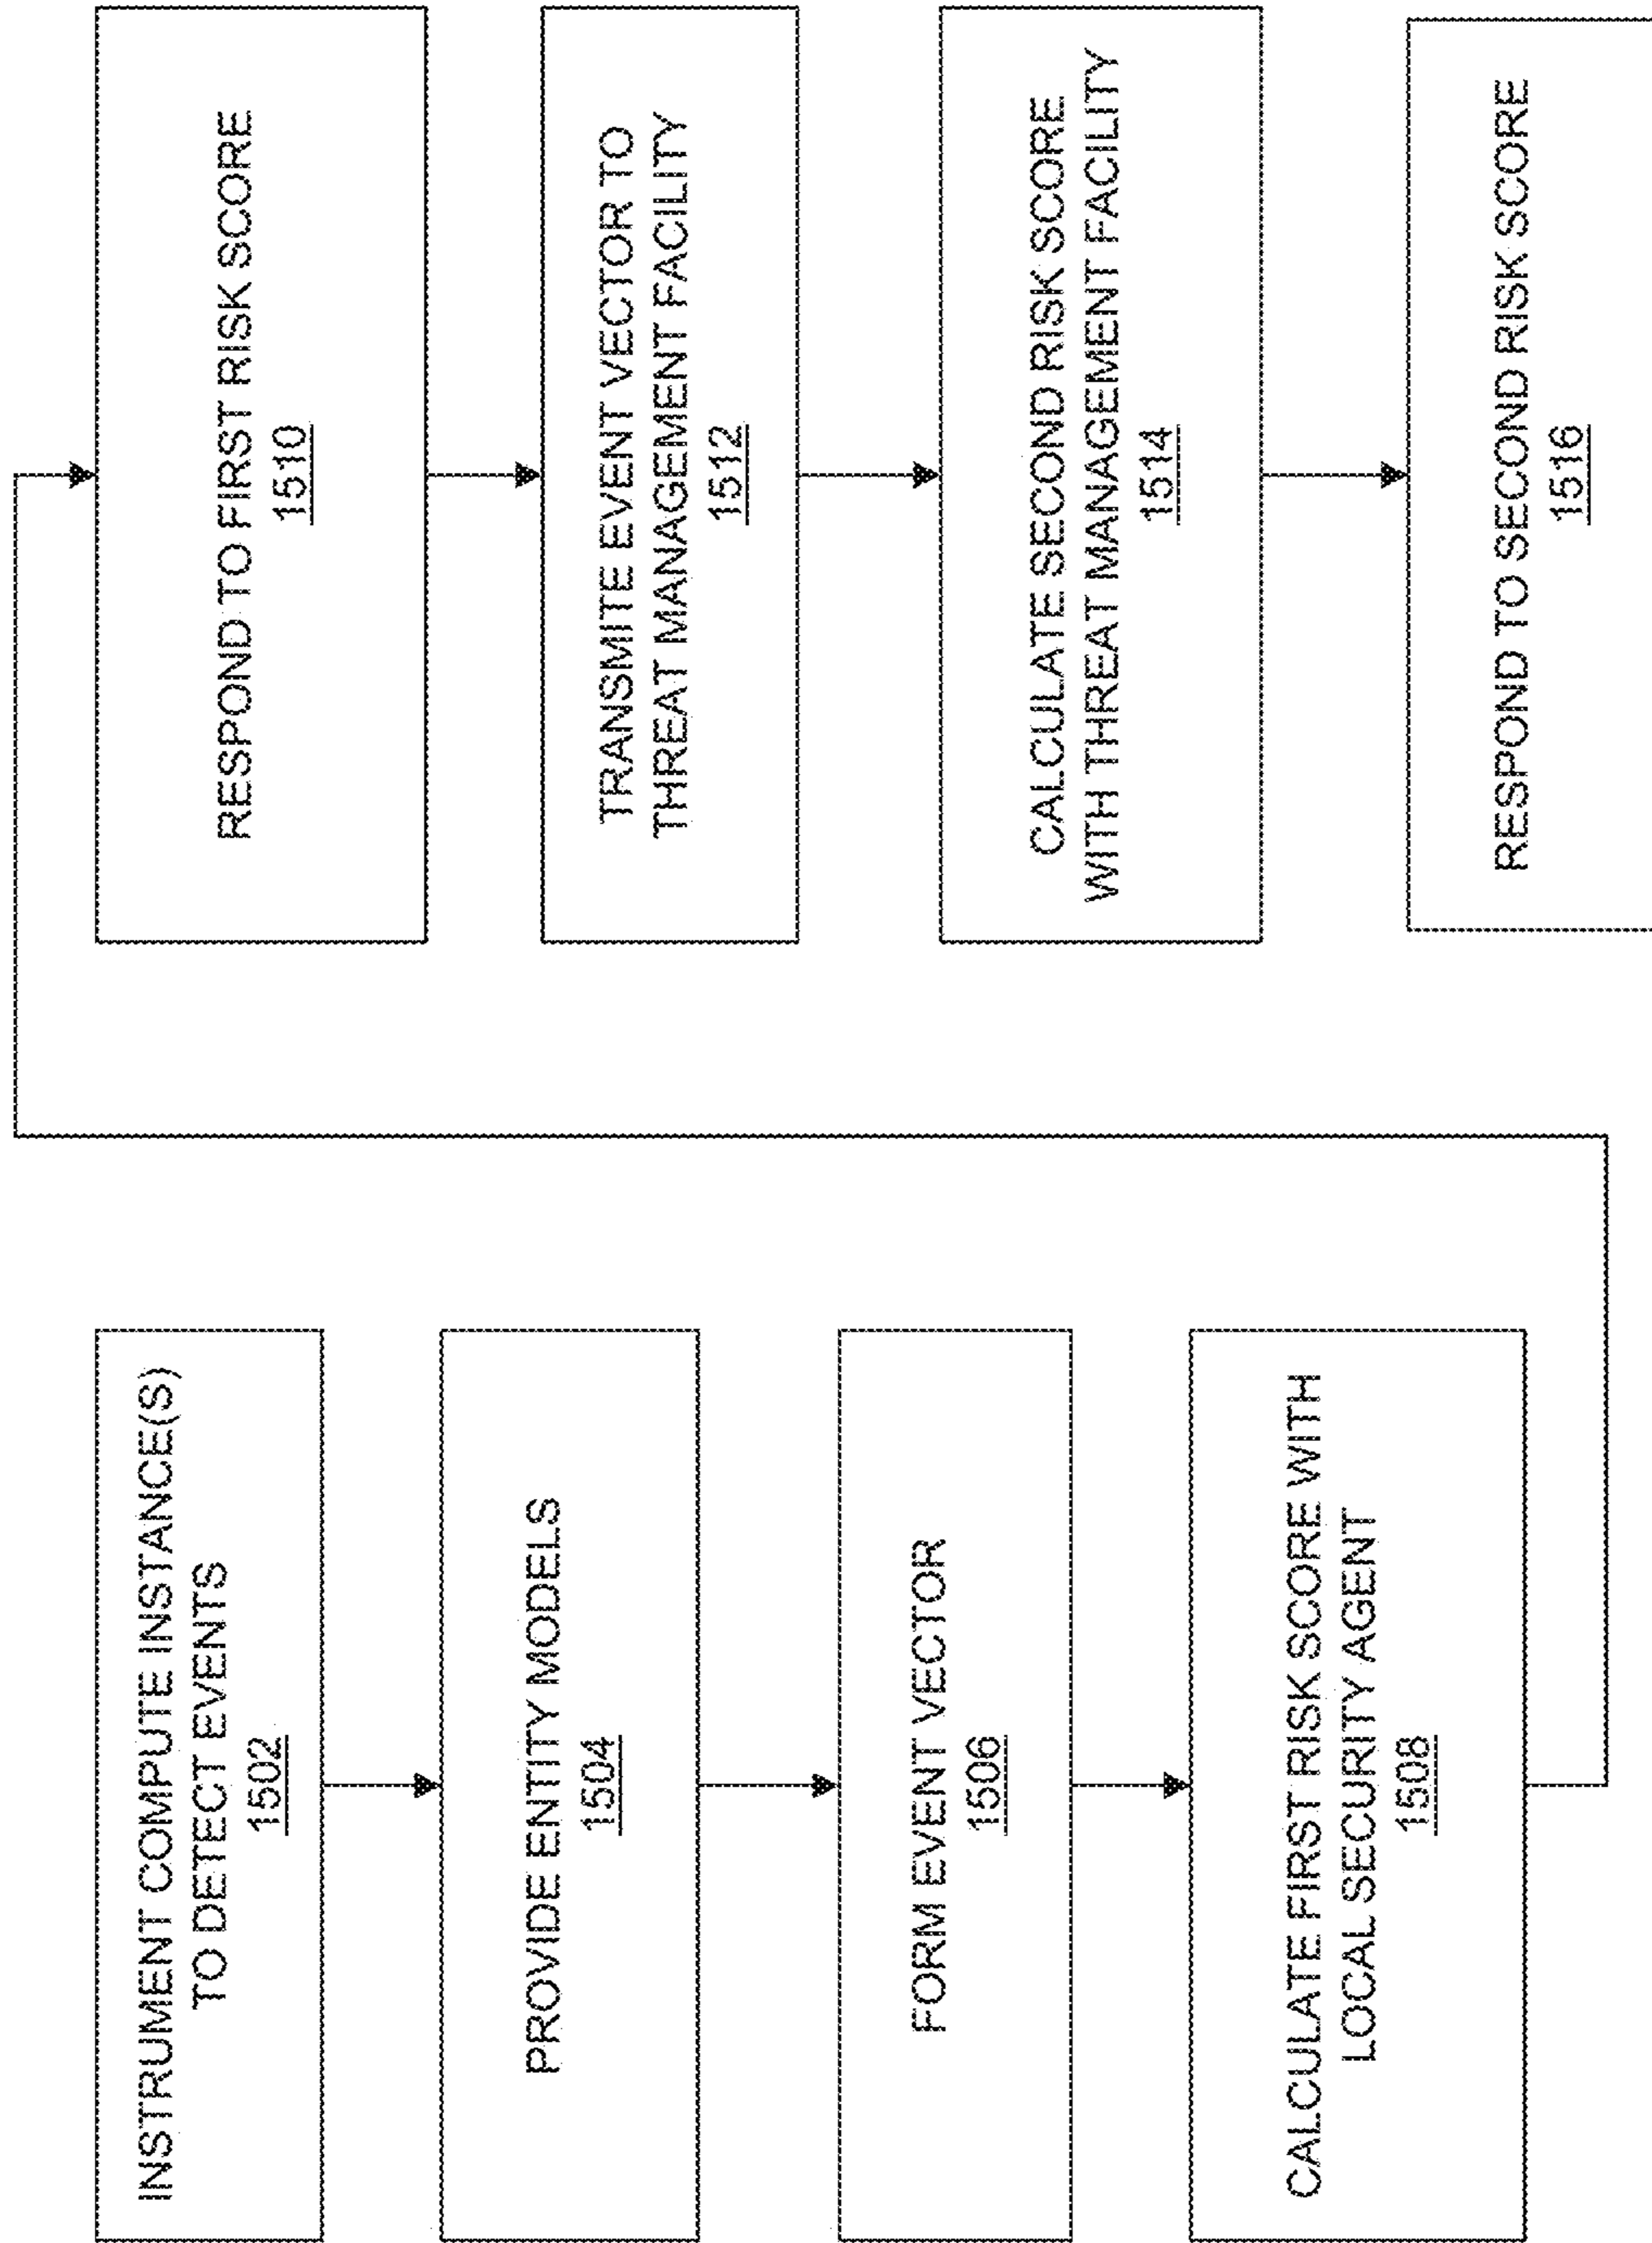 INSTRUMENT COMPUTE INSTANCE(S)
TO DETECT EVENTS
1502
PROVIDE ENTITY MODELS
1504
FORM EVENT VECTOR
1506
CALCULATE FIRST RISK SCORE WITH
LOCAL SECURITY AGENT
1508
RESPOND TO FIRST RISK SCORE
1510
TRANSMITE EVENT VECTOR TO
THREAT MANAGEMENT FACILITY
1512
CALCULATE SECOND RISK SCORE
WITH THREAT MANAGEMENT FACILITY
1514
RESPOND TO SECOND RISK SCORE
1516